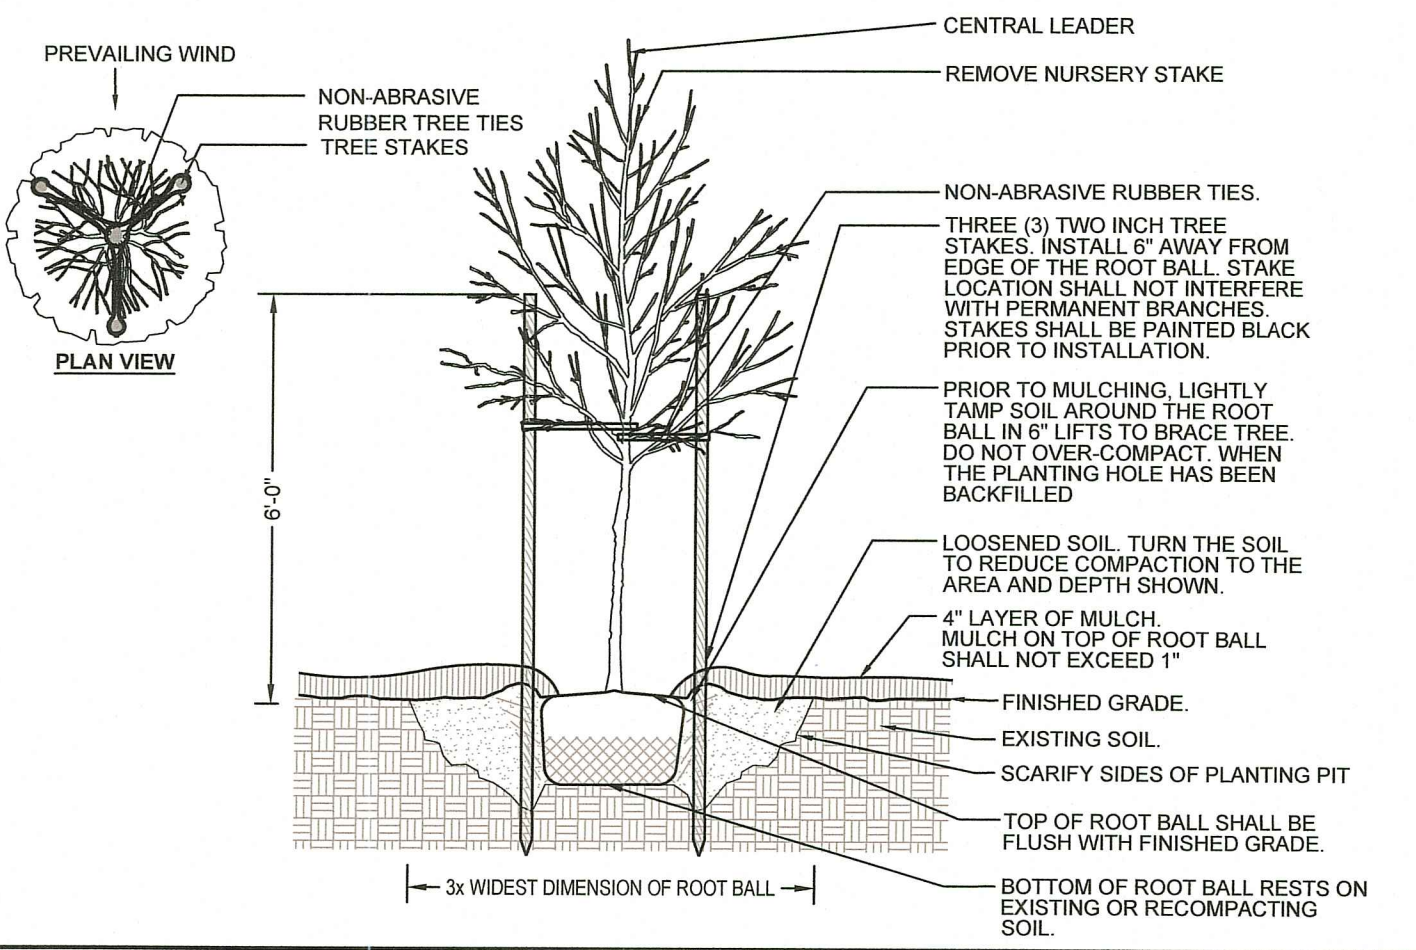 PREVAILING WIND
NON-ABRASIVE
RUBBER TREE TIES
TREE STAKES
PLAN VIEW
6'-0"
3x WIDEST DIMENSION OF ROOT BALL
CENTRAL LEADER
REMOVE NURSERY STAKE
NON-ABRASIVE RUBBER TIES.
THREE (3) TWO INCH TREE
STAKES. INSTALL 6" AWAY FROM
EDGE OF THE ROOT BALL. STAKE
LOCATION SHALL NOT INTERFERE
WITH PERMANENT BRANCHES.
STAKES SHALL BE PAINTED BLACK
PRIOR TO INSTALLATION.
PRIOR TO MULCHING, LIGHTLY
TAMP SOIL AROUND THE ROOT
BALL IN 6" LIFTS TO BRACE TREE.
DO NOT OVER-COMPACT. WHEN
THE PLANTING HOLE HAS BEEN
BACKFILLED
LOOSENED SOIL. TURN THE SOIL
TO REDUCE COMPACTION TO THE
AREA AND DEPTH SHOWN.
4" LAYER OF MULCH.
MULCH ON TOP OF ROOT BALL
SHALL NOT EXCEED 1"
FINISHED GRADE.
EXISTING SOIL.
SCARIFY SIDES OF PLANTING PIT
TOP OF ROOT BALL SHALL BE
FLUSH WITH FINISHED GRADE.
BOTTOM OF ROOT BALL RESTS ON
EXISTING OR RECOMPACTING
SOIL.